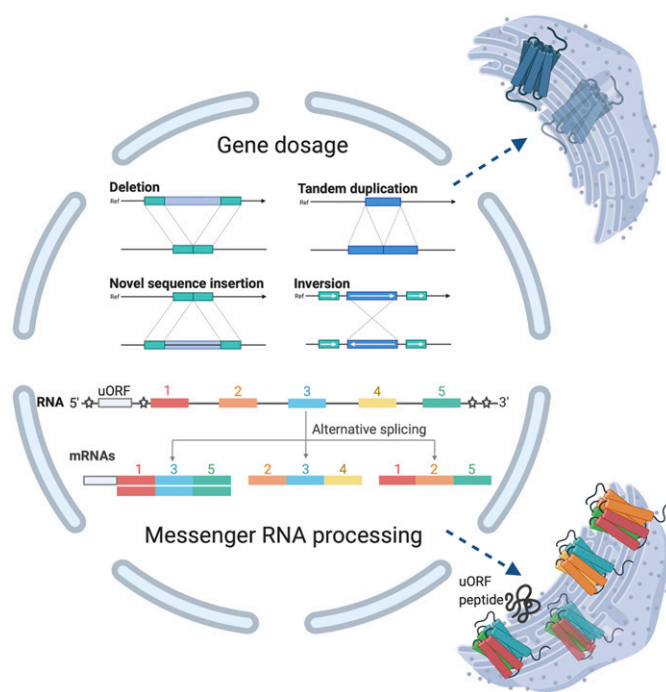 Gene dosage
Deletion
Ref
Tandem duplication
Ref
Novel sequence insertion
Ref
Inversion
Ref
RNA 5' uORF 1 2 3 4 5 3'
Alternative splicing
mRNAs
1 3 5 2 3 4 1 2 5
Messenger RNA processing
uORF
peptide